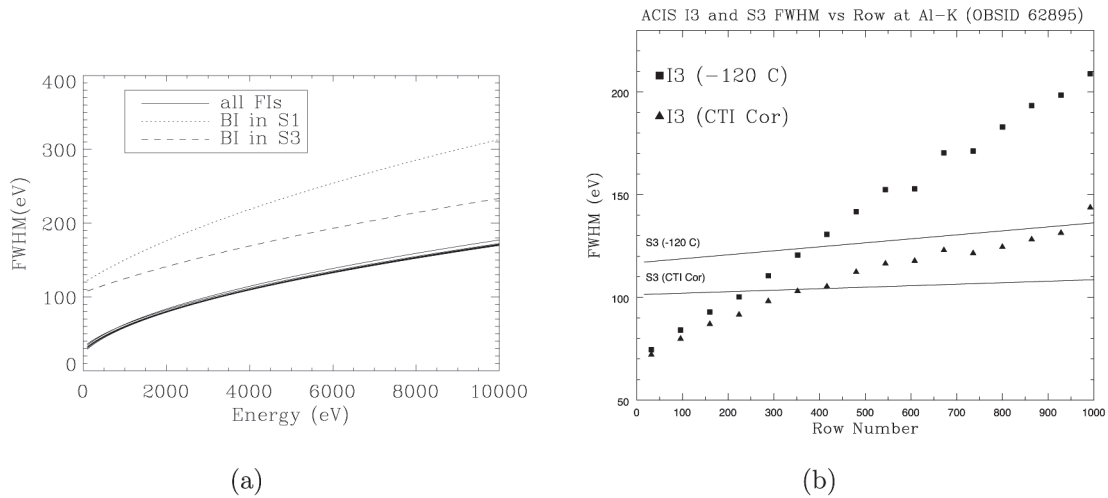 400
300
200
100
0
FWHM(eV)
all FIs
BI in S1
BI in S3
0 2000 4000 6000 8000 10000
Energy (eV)
(a)
ACIS I3 and S3 FWHM vs Row at Al−K (OBSID 62895)
200
150
100
50
FWHM (eV)
I3 (−120 C)
I3 (CTI Cor)
S3 (-120 C)
S3 (CTI Cor)
0 100 200 300 400 500 600 700 800 900 1000
Row Number
(b)